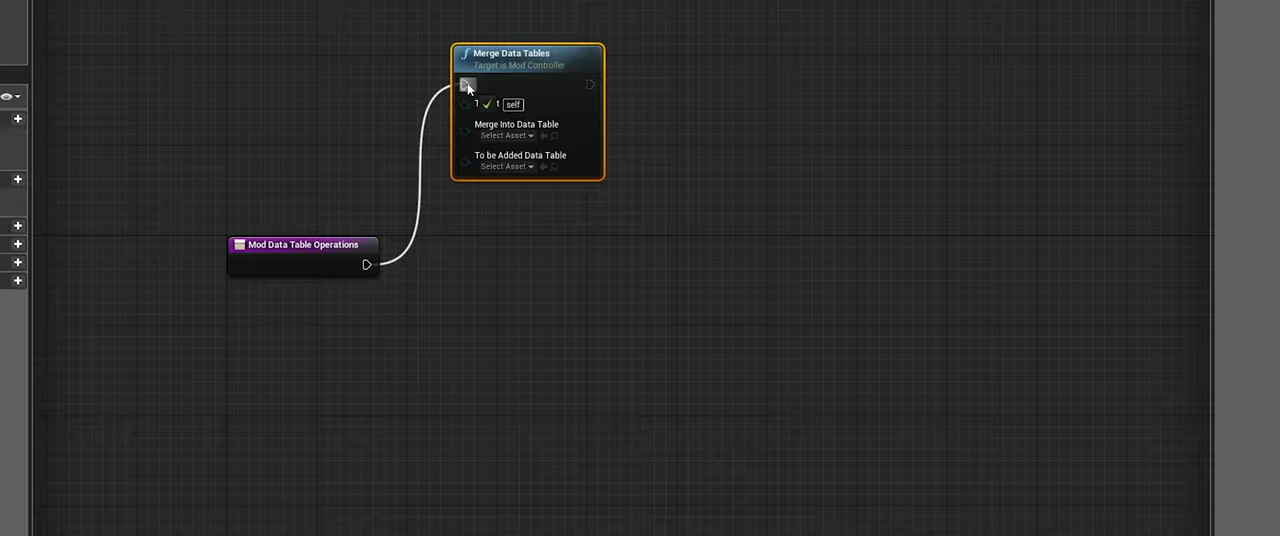 Merge Data Tables
Target is Mod Controller
T t self
Merge Into Data Table
Select Asset
To be Added Data Table
Select Asset
Mod Data Table Operations